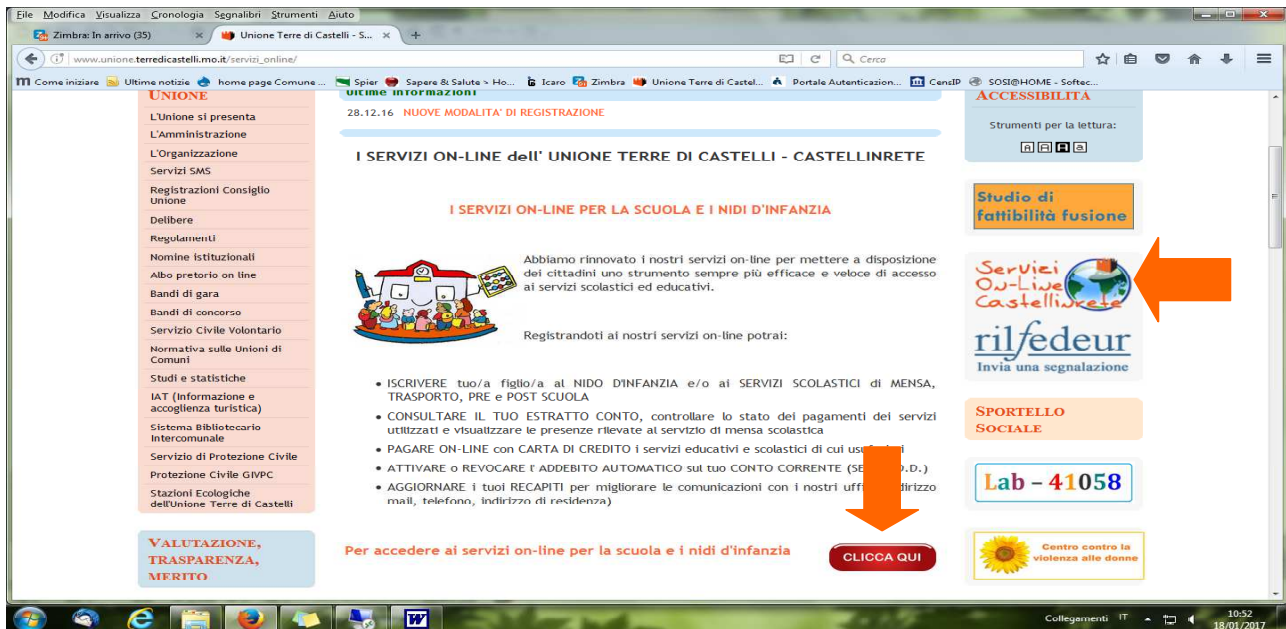 File Modifica Visualizza Cronologia Segnalibri Strumenti Aiuto
Zimbra: In arrivo (35)
Unione Terre di Castelli - S...
www.unione.terredicastelli.mo.it/servizi_online/
Cerca
Come iniziare
Ultime notizie
home page Comune ...
Spier
Sapere & Salute > Ho...
Icaro
Zimbra
Unione Terre di Castel...
Portale Autenticazion...
CensIP
SOSI@HOME - Softec...
UNIONE
L'Unione si presenta
L'Amministrazione
L'Organizzazione
Servizi SMS
Registrazioni Consiglio
Unione
Delibere
Regolamenti
Nomine istituzionali
Albo pretorio on line
Bandi di gara
Bandi di concorso
Servizio Civile Volontario
Normativa sulle Unioni di
Comuni
Studi e statistiche
IAT (Informazione e
accoglienza turistica)
Sistema Bibliotecario
Intercomunale
Servizio di Protezione Civile
Protezione Civile GIVPC
Stazioni Ecologiche
dell'Unione Terre di Castelli
VALUTAZIONE,
TRASPARENZA,
MERITO
Ultime informazioni
28.12.16 NUOVE MODALITA' DI REGISTRAZIONE
I SERVIZI ON-LINE dell' UNIONE TERRE DI CASTELLI - CASTELLINRETE
I SERVIZI ON-LINE PER LA SCUOLA E I NIDI D'INFANZIA
Abbiamo rinnovato i nostri servizi on-line per mettere a disposizione
dei cittadini uno strumento sempre più efficace e veloce di accesso
ai servizi scolastici ed educativi.
Registrandoti ai nostri servizi on-line potrai:
• ISCRIVERE tuo/a figlio/a al NIDO D'INFANZIA e/o ai SERVIZI SCOLASTICI di MENSA,
TRASPORTO, PRE e POST SCUOLA
• CONSULTARE IL TUO ESTRATTO CONTO, controllare lo stato dei pagamenti dei servizi
utilizzati e visualizzare le presenze rilevate al servizio di mensa scolastica
• PAGARE ON-LINE con CARTA DI CREDITO i servizi educativi e scolastici di cui
• ATTIVARE o REVOCARE l' ADDEBITO AUTOMATICO sul tuo CONTO CORRENTE
• AGGIORNARE i tuoi RECAPITI per migliorare le comunicazioni con i nostri
mail, telefono, indirizzo di residenza)
Per accedere ai servizi on-line per la scuola e i nidi d'infanzia
CLICCA QUI
ACCESSIBILITÀ
Strumenti per la lettura:
A A A a
Studio di
fattibilità fusione
Servizi
On-Line
Castellinrete
rilfedeur
Invia una segnalazione
SPORTELLO
SOCIALE
Lab - 41058
Centro contro la
violenza alle donne
Collegamenti
IT
10:52
18/01/2017